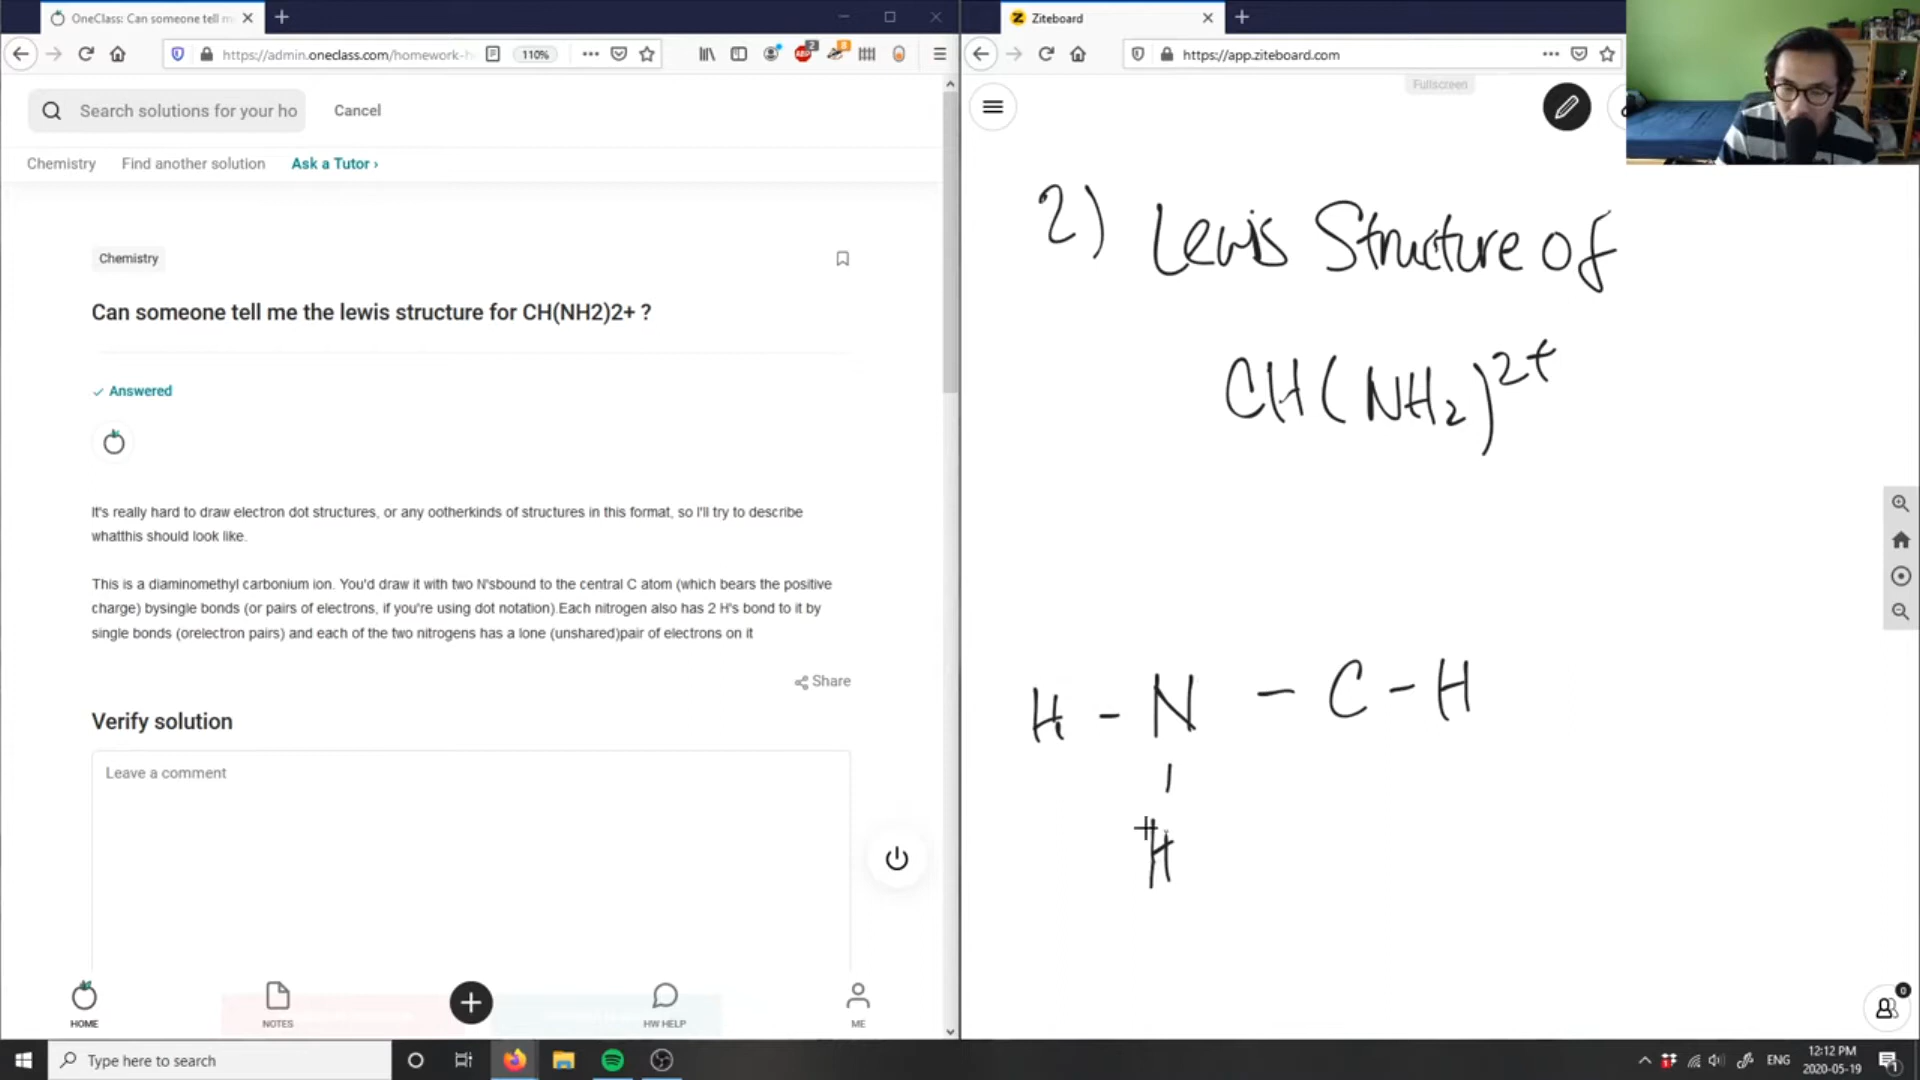 OneClass: Can someone tell m
https://admin.oneclass.com/homework-h
110%
2
8
Search solutions for your ho
Cancel
Chemistry
Find another solution
Ask a Tutor ›
Chemistry
Can someone tell me the lewis structure for CH(NH2)2+ ?
Answered
It's really hard to draw electron dot structures, or any ootherkinds of structures in this format, so I'll try to describe
whatthis should look like.
This is a diaminomethyl carbonium ion. You'd draw it with two N'sbound to the central C atom (which bears the positive
charge) bysingle bonds (or pairs of electrons, if you're using dot notation).Each nitrogen also has 2 H's bond to it by
single bonds (orelectron pairs) and each of the two nitrogens has a lone (unshared)pair of electrons on it
Share
Verify solution
Leave a comment
HOME
NOTES
HW HELP
ME
Ziteboard
https://app.ziteboard.com
Fullscreen
2) Lewis Structure of
CH(NH₂)²⁺
H - N - C - H
H
0
Type here to search
ENG
12:12 PM
2020-05-19
1